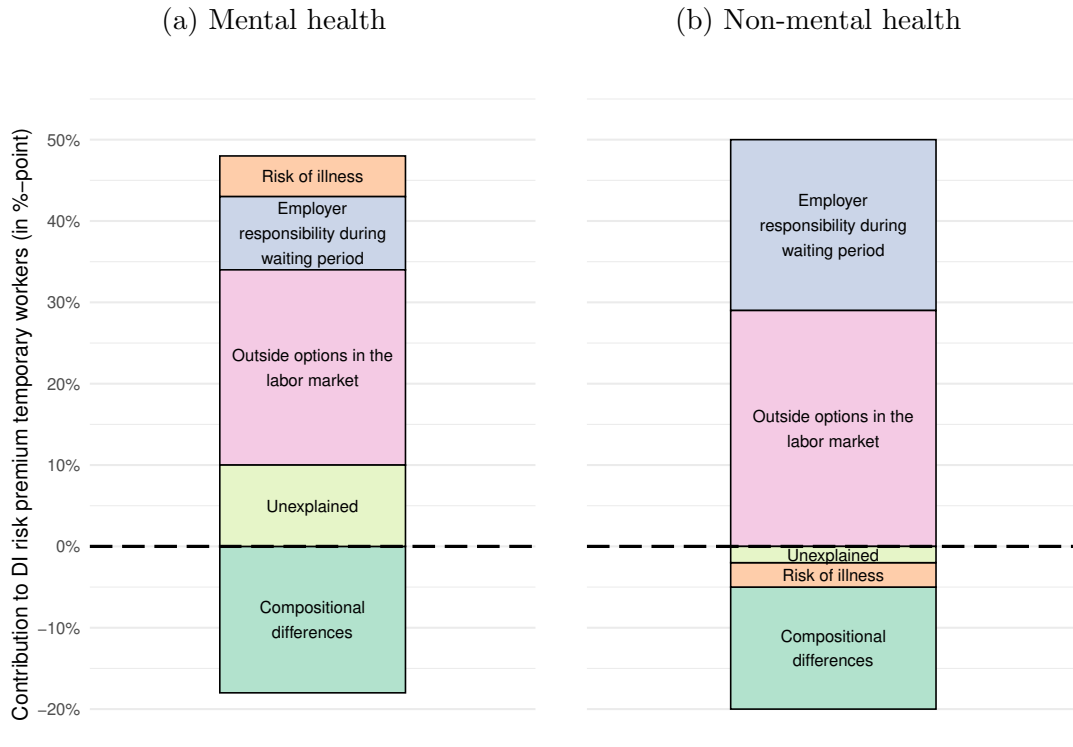 (a) Mental health
(b) Non-mental health
Contribution to DI risk premium temporary workers (in %−point)
50%
40%
30%
20%
10%
0%
−10%
−20%
Risk of illness
Employer
responsibility during
waiting period
Outside options in the
labor market
Unexplained
Compositional
differences
Employer
responsibility during
waiting period
Outside options in the
labor market
Unexplained
Risk of illness
Compositional
differences